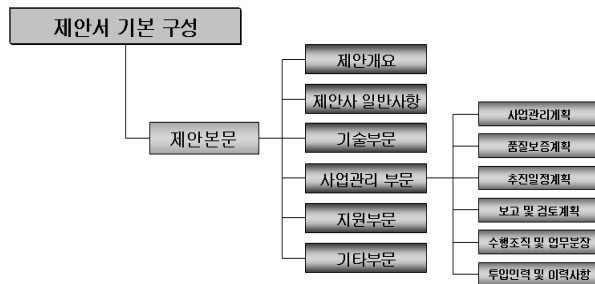 제안서 기본 구성
제안본문
제안개요
제안사 일반사항
기술부문
사업관리 부문
지원부문
기타부문
사업관리계획
품질보증계획
추진일정계획
보고 및 검토계획
수행조직 및 업무분장
투입인력 및 이력사항